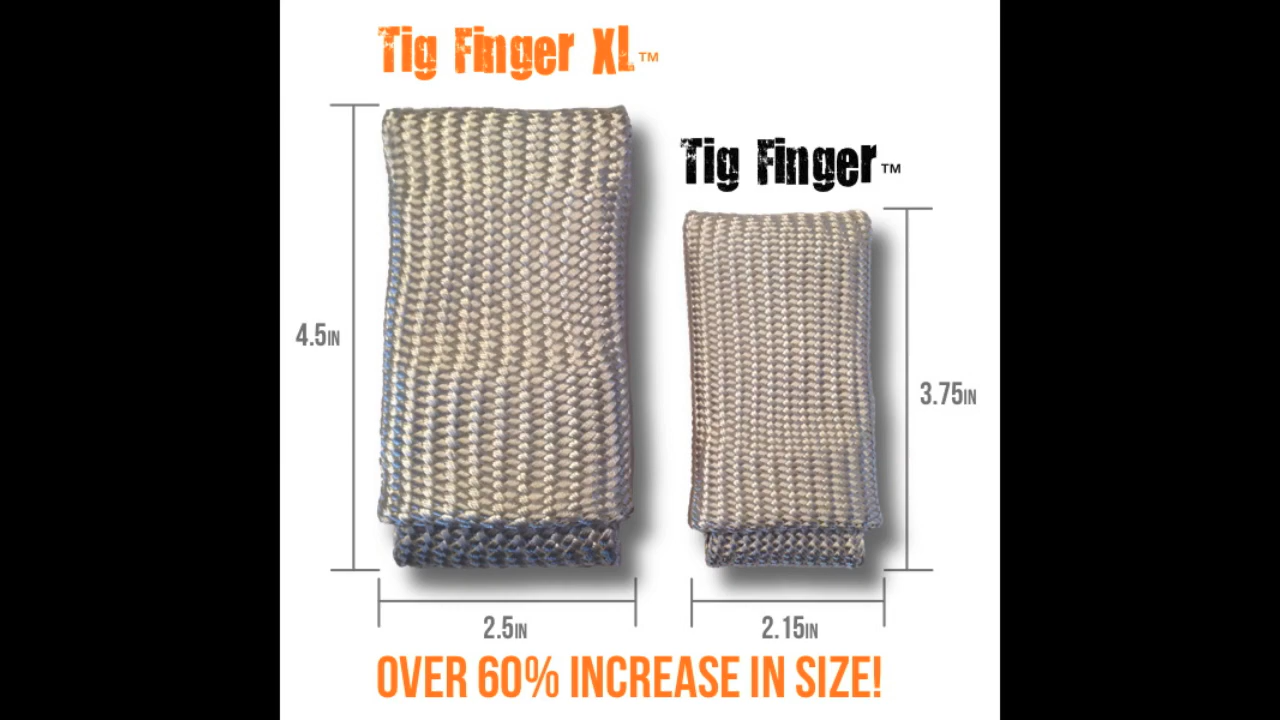 Tig Finger XL™
Tig Finger™
4.5IN
3.75IN
2.5IN
2.15IN
OVER 60% INCREASE IN SIZE!